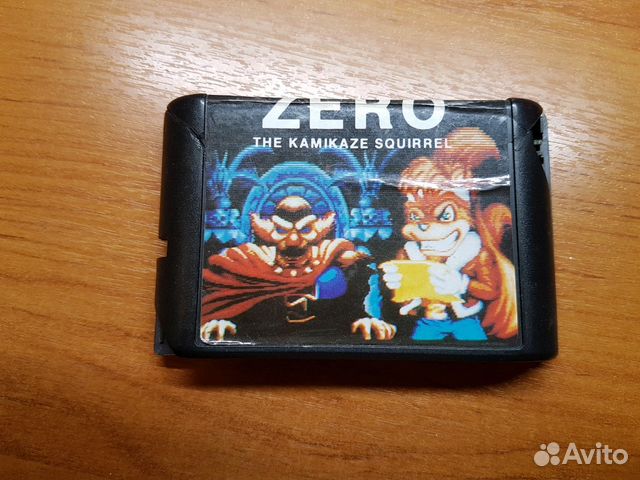 ZERO
THE KAMIKAZE SQUIRREL
Avito